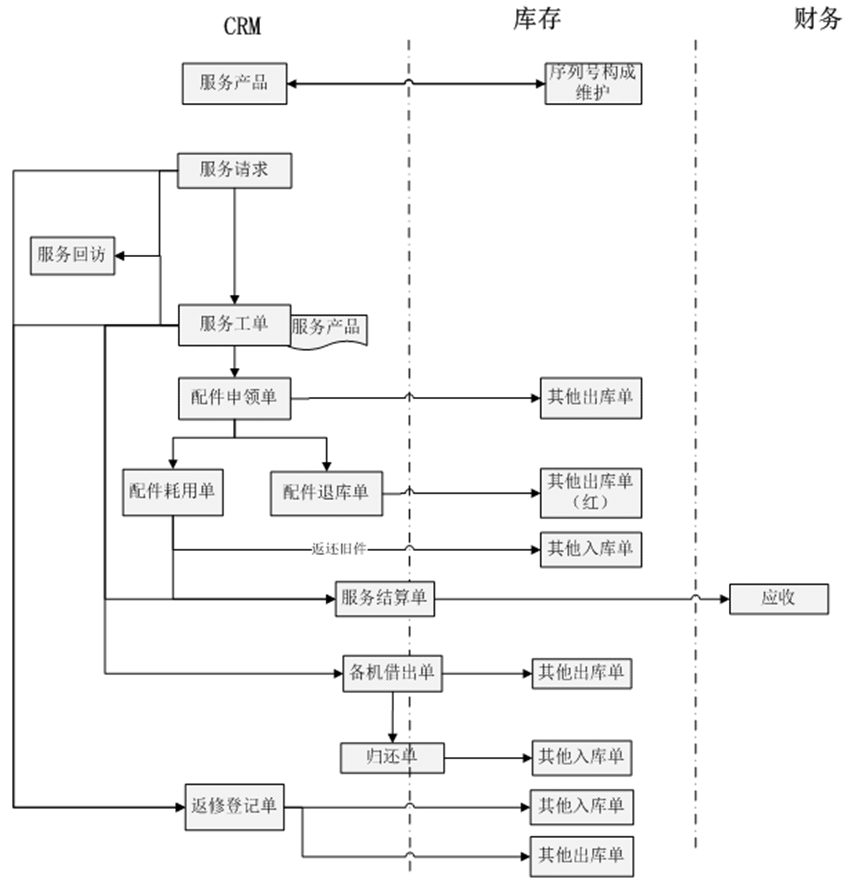 CRM
库存
财务
服务产品
序列号构成
维护
服务请求
服务回访
服务工单
服务产品
配件申领单
其他出库单
配件耗用单
配件退库单
其他出库单
（红）
返还旧件
其他入库单
服务结算单
应收
备机借出单
其他出库单
归还单
其他入库单
返修登记单
其他入库单
其他出库单